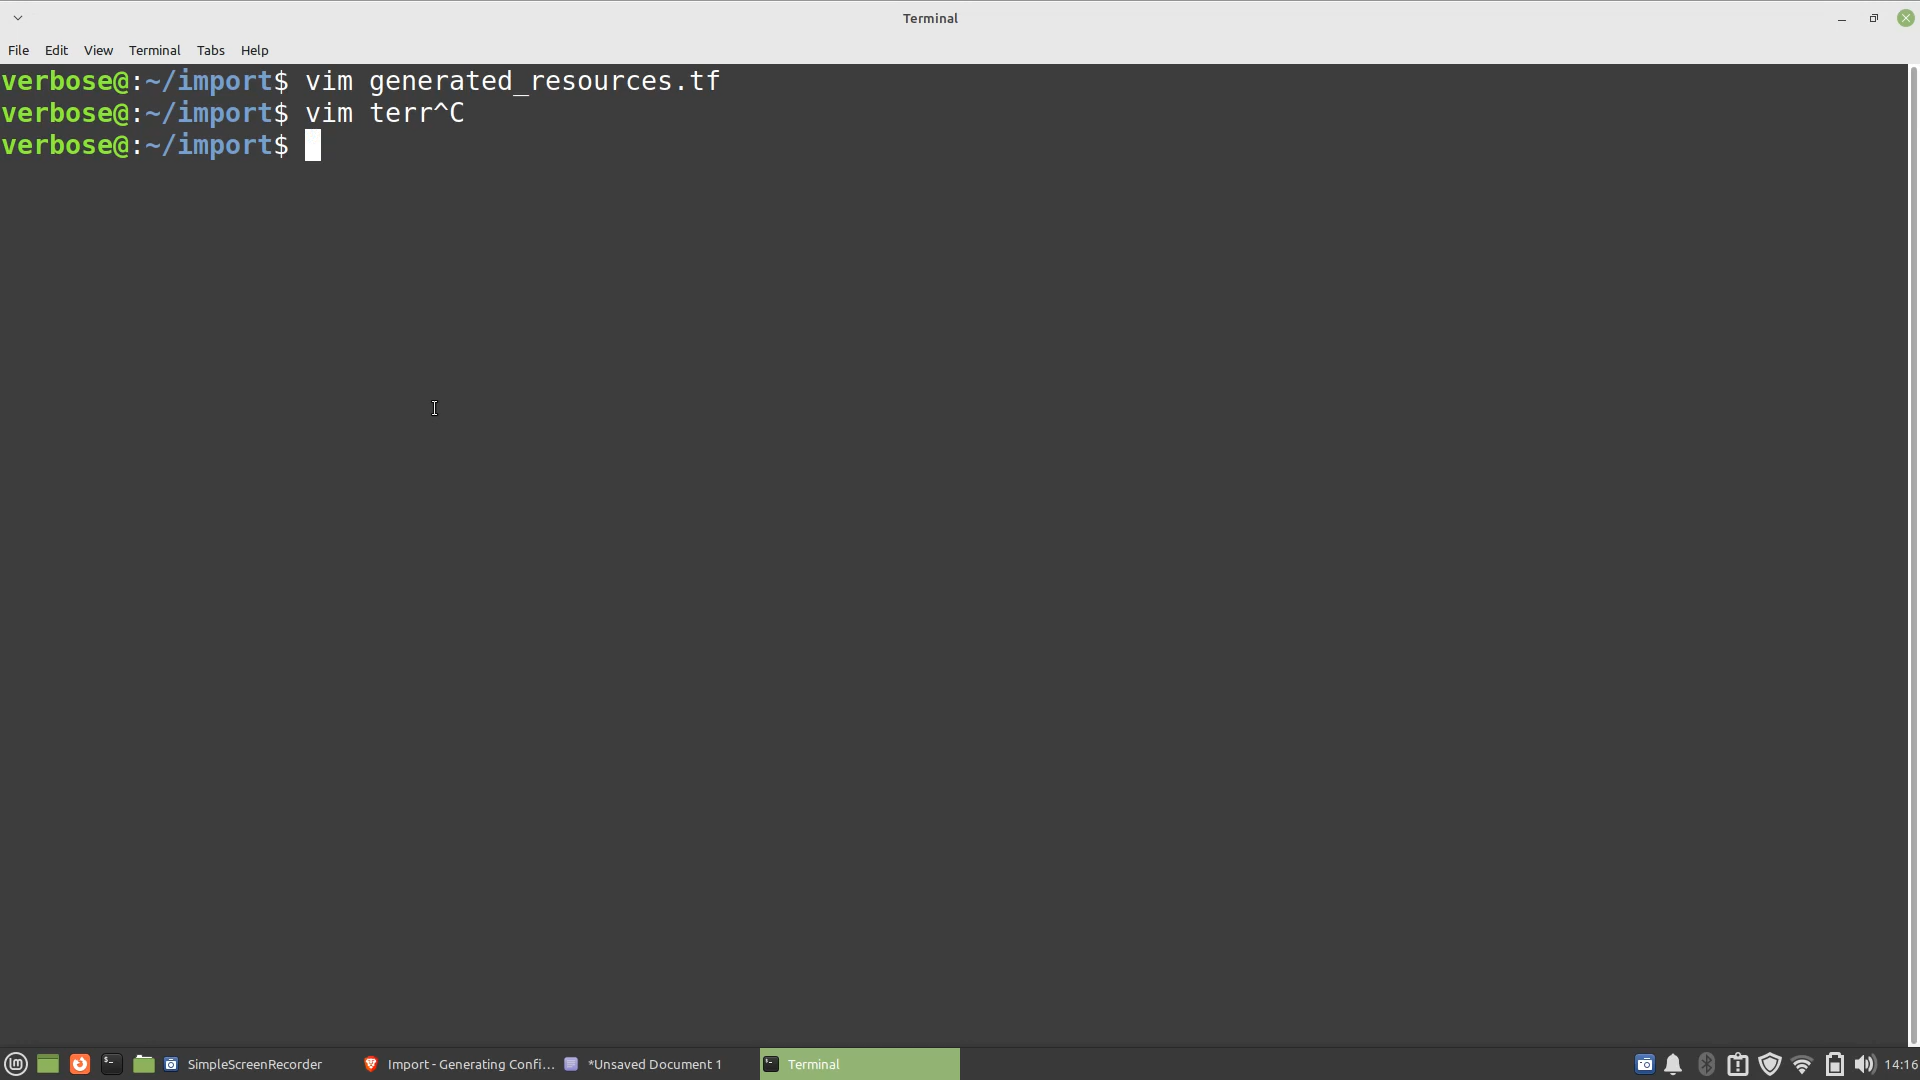 Terminal
File Edit View Terminal Tabs Help
verbose@:~/import$ vim generated_resources.tf
verbose@:~/import$ vim terr^C
verbose@:~/import$
SimpleScreenRecorder Import - Generating Confi... *Unsaved Document 1 Terminal 14:16